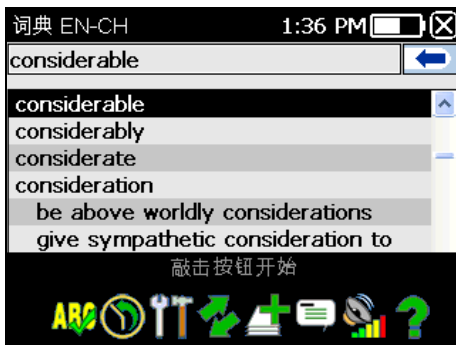 词典 EN-CH 1:36 PM
considerable
considerable
considerably
considerate
consideration
be above worldly considerations
give sympathetic consideration to
敲击按钮开始
ABC
?